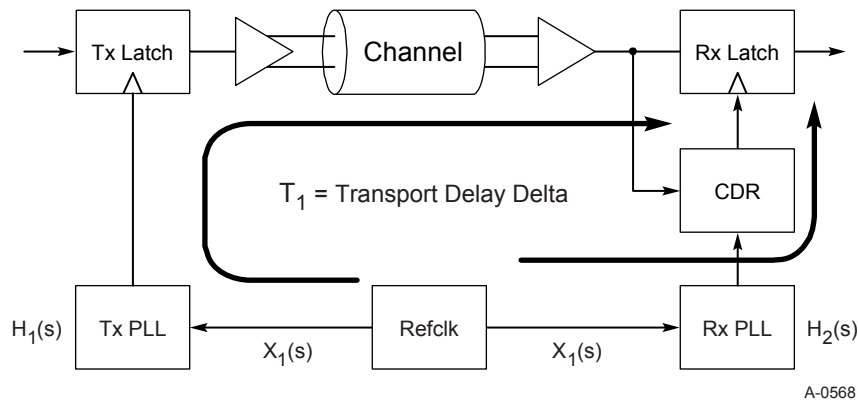 Tx Latch
Channel
Rx Latch
T1 = Transport Delay Delta
CDR
H1(s)
Tx PLL
X1(s)
Refclk
X1(s)
Rx PLL
H2(s)
A-0568